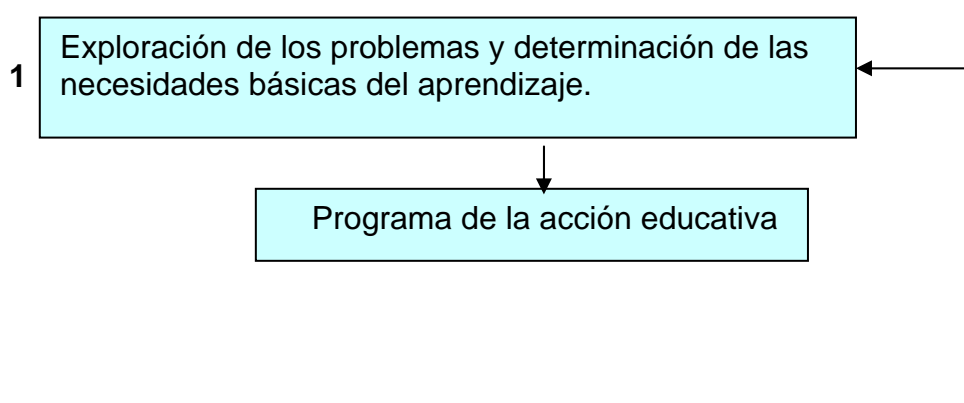 1
Exploración de los problemas y determinación de las
necesidades básicas del aprendizaje.
Programa de la acción educativa